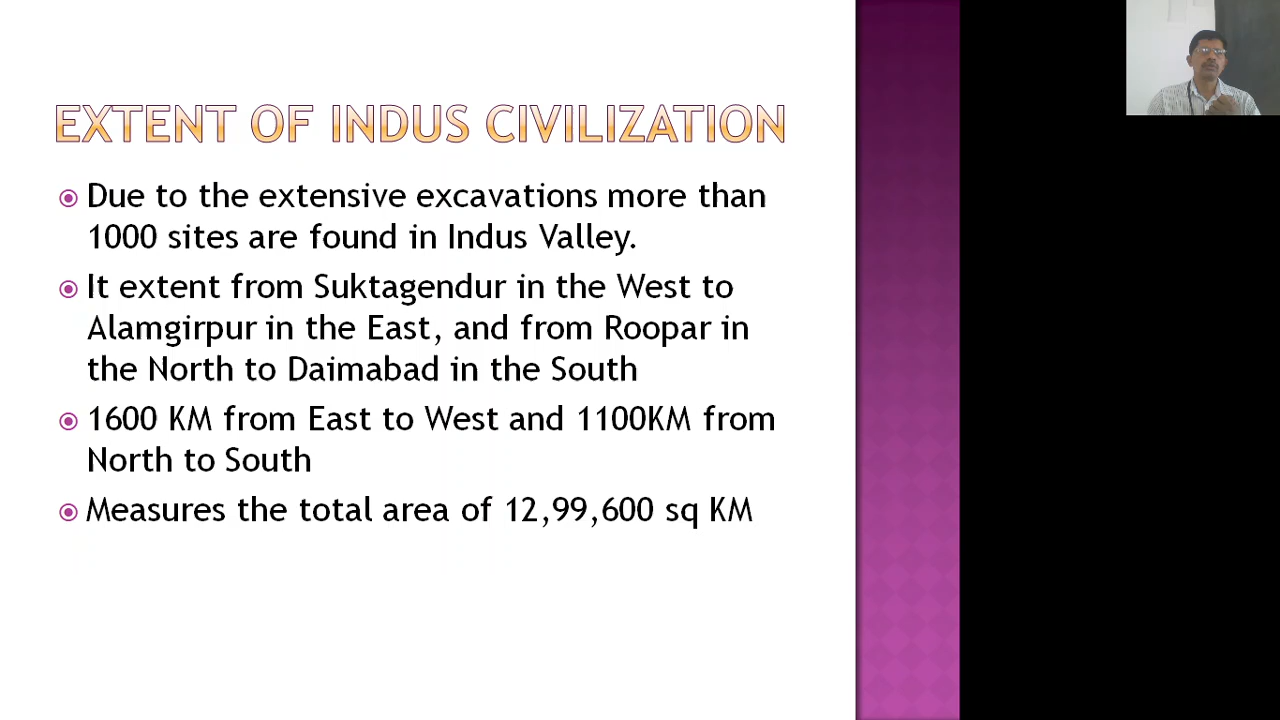 EXTENT OF INDUS CIVILIZATION
Due to the extensive excavations more than
1000 sites are found in Indus Valley.
It extent from Suktagendur in the West to
Alamgirpur in the East, and from Roopar in
the North to Daimabad in the South
1600 KM from East to West and 1100KM from
North to South
Measures the total area of 12,99,600 sq KM